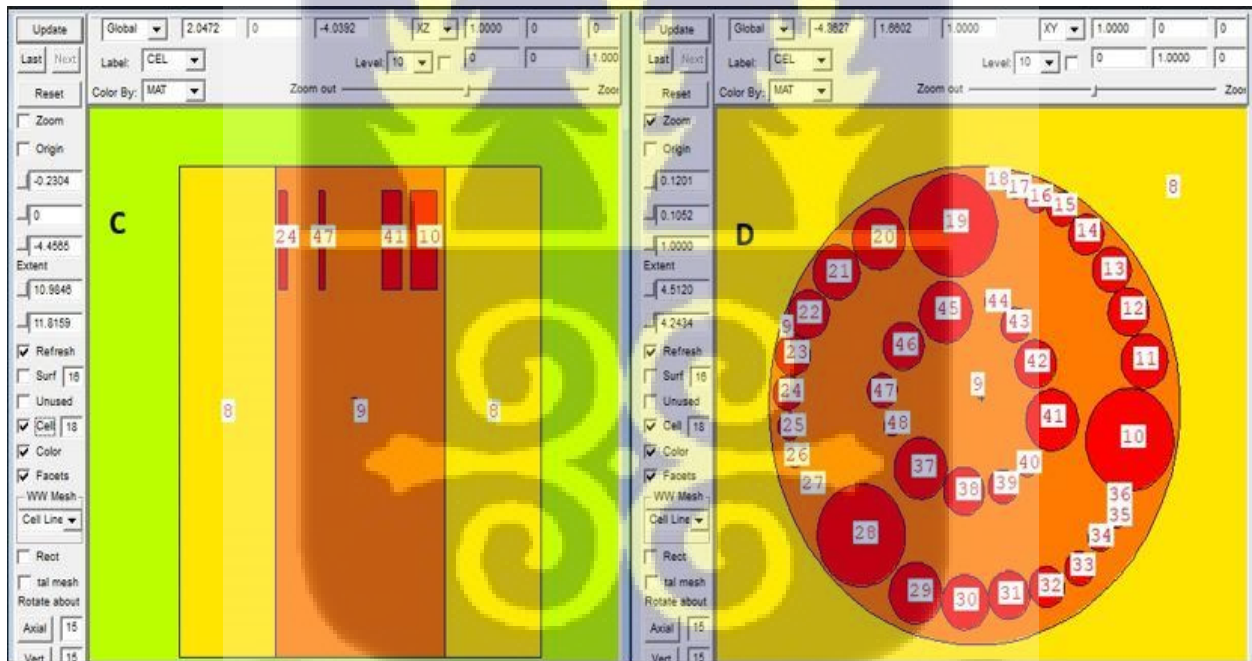 Update
Global 2.0472 0 -4.0392 XZ 1.0000 0 0
Last Next
Label: CEL Level: 10 0 0 1.000
Reset
Color By: MAT Zoom out Zoo
Zoom
Origin
-0.2304
0
-4.4565
Extent
10.9846
11.8159
Refresh
Surf 16
Unused
Cell 18
Color
Facets
WW Mesh
Cell Line
Rect
tal mesh
Rotate about
Axial 15
Vert 15
C
24 47 41 10
8 9 8
Update
Global -4.3627 1.6602 1.0000 XY 1.0000 0 0
Last Next
Label: CEL Level: 10 0 1.0000 0
Reset
Color By: MAT Zoom out Zoo
Zoom
Origin
0.1201
0.1052
1.0000
Extent
4.5120
4.2434
Refresh
Surf 16
Unused
Cell 18
Color
Facets
WW Mesh
Cell Line
Rect
tal mesh
Rotate about
Axial 15
Vert 15
D
18 17 16 15 8
19
20 14
21 13
44
22 45 43 12
9
23 46 42 11
24 47 9
25 48 41 10
26 37 40
27 38 39 36
35
28 34
33
29 30 31 32